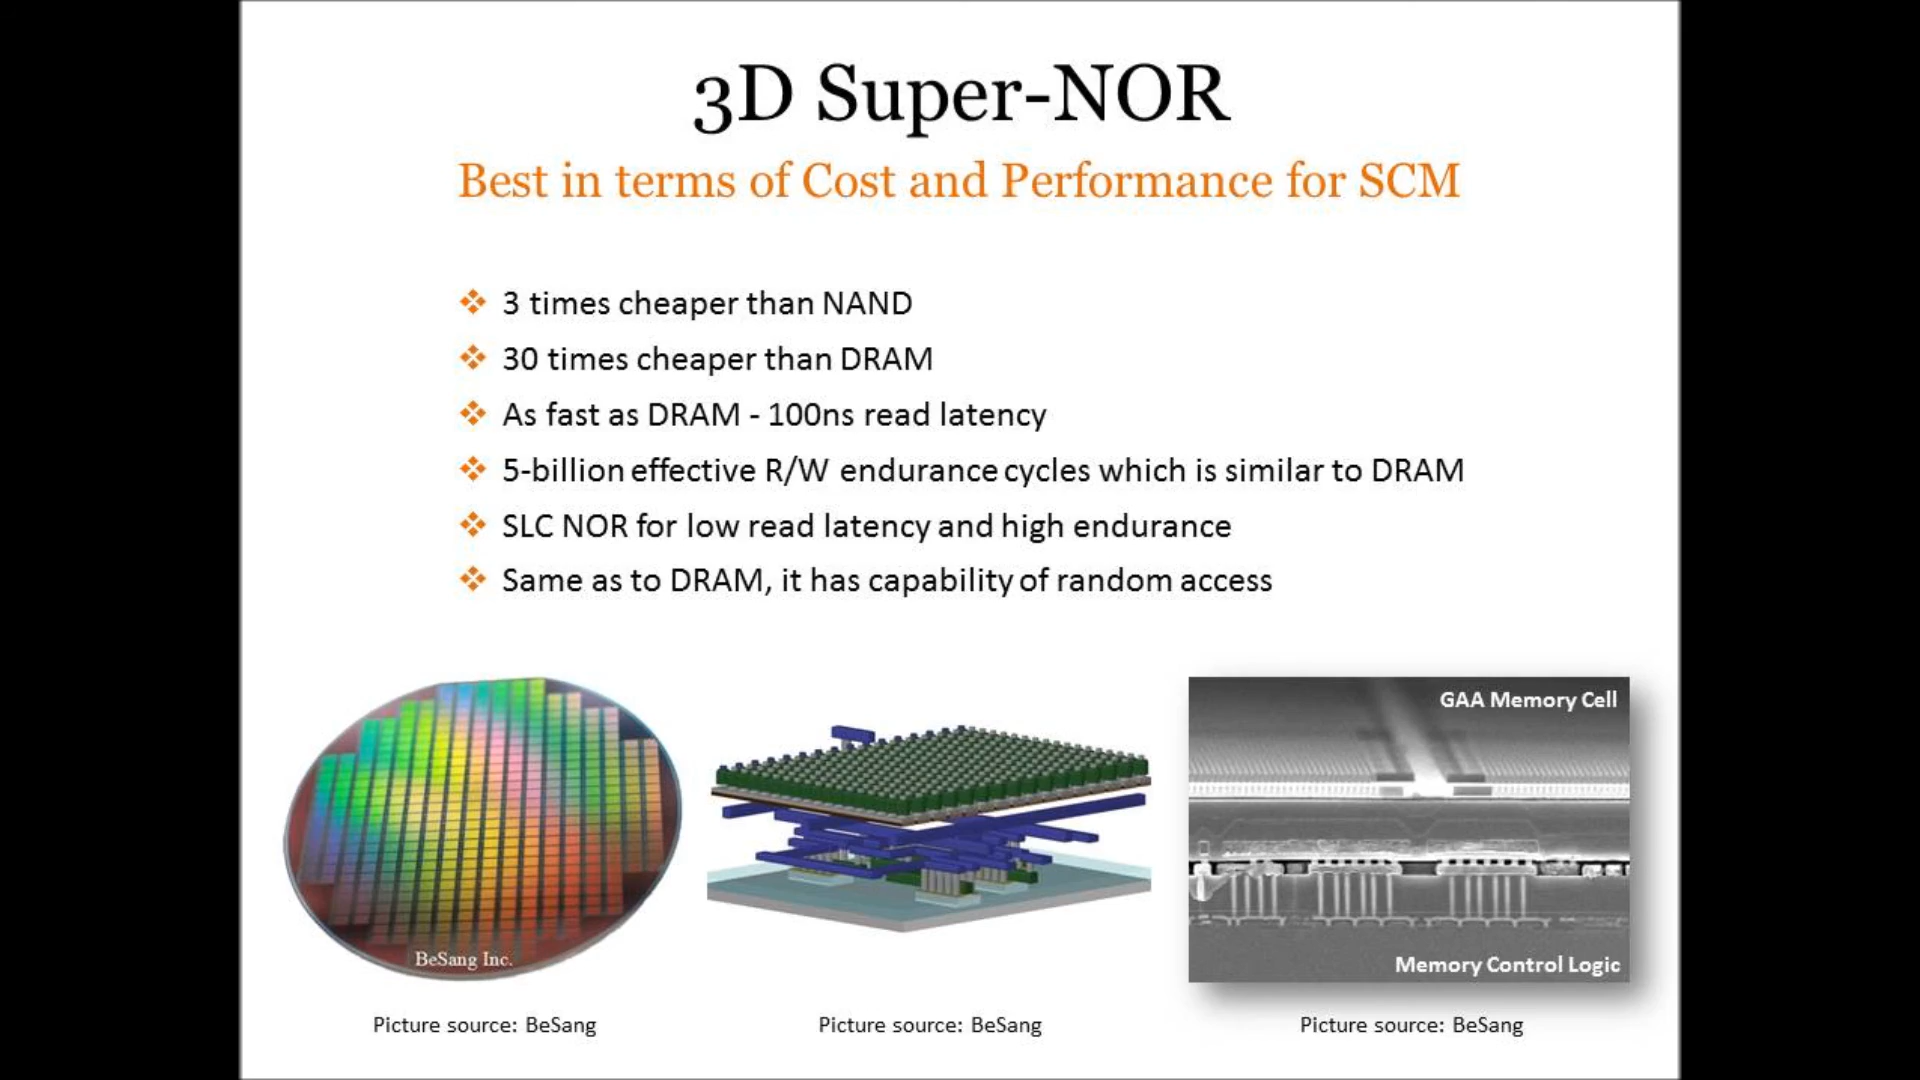 3D Super-NOR
Best in terms of Cost and Performance for SCM
❖ 3 times cheaper than NAND
❖ 30 times cheaper than DRAM
❖ As fast as DRAM - 100ns read latency
❖ 5-billion effective R/W endurance cycles which is similar to DRAM
❖ SLC NOR for low read latency and high endurance
❖ Same as to DRAM, it has capability of random access
BeSang Inc.
GAA Memory Cell
Memory Control Logic
Picture source: BeSang
Picture source: BeSang
Picture source: BeSang